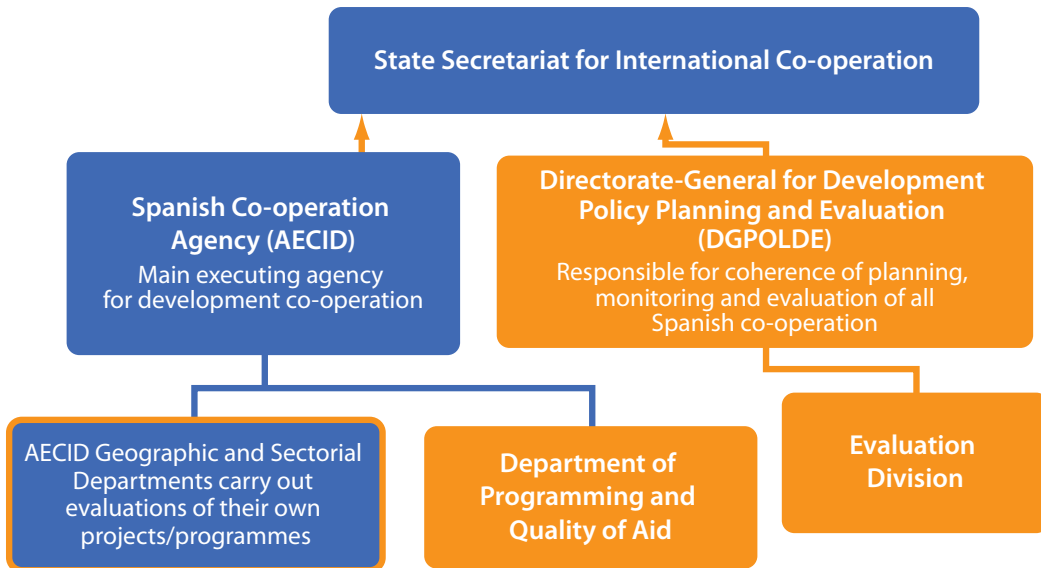 State Secretariat for International Co-operation
Spanish Co-operation
Agency (AECID)
Main executing agency
for development co-operation
Directorate-General for Development
Policy Planning and Evaluation
(DGPOLDE)
Responsible for coherence of planning,
monitoring and evaluation of all
Spanish co-operation
AECID Geographic and Sectorial
Departments carry out
evaluations of their own
projects/programmes
Department of
Programming and
Quality of Aid
Evaluation
Division